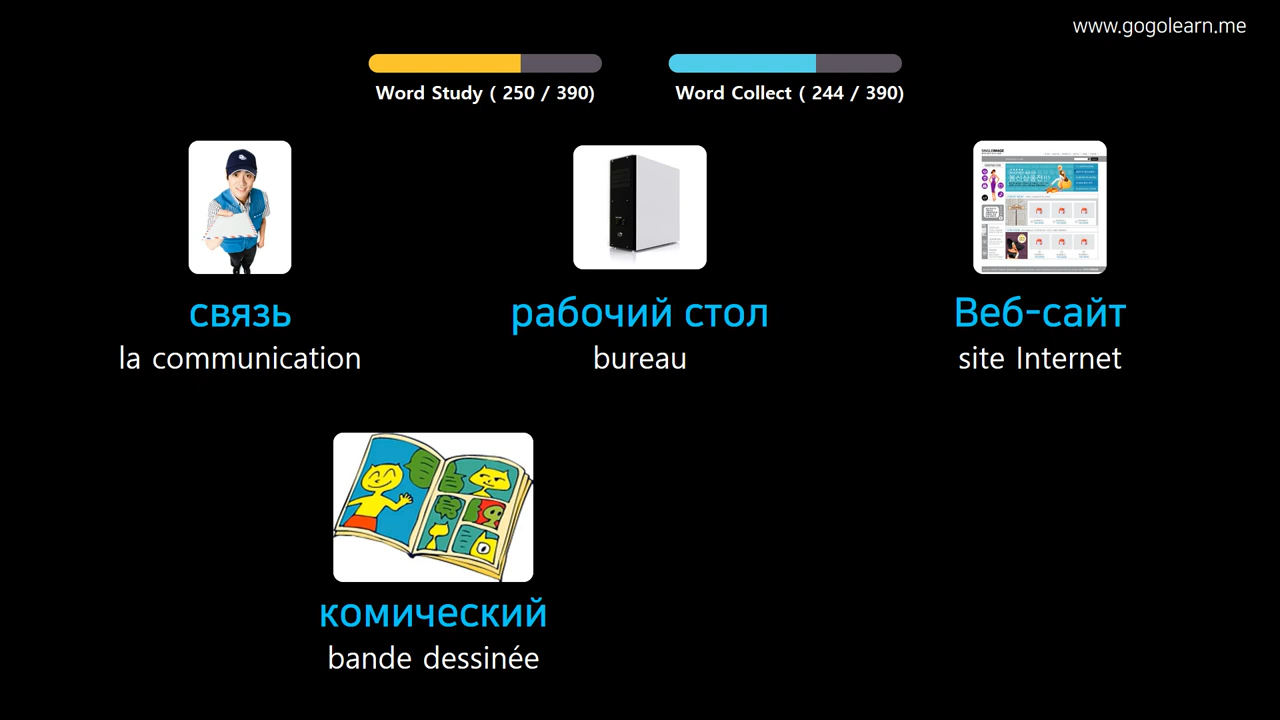 www.gogolearn.me
Word Study ( 250 / 390)
Word Collect ( 244 / 390)
связь
la communication
рабочий стол
bureau
Веб-сайт
site Internet
комический
bande dessinée